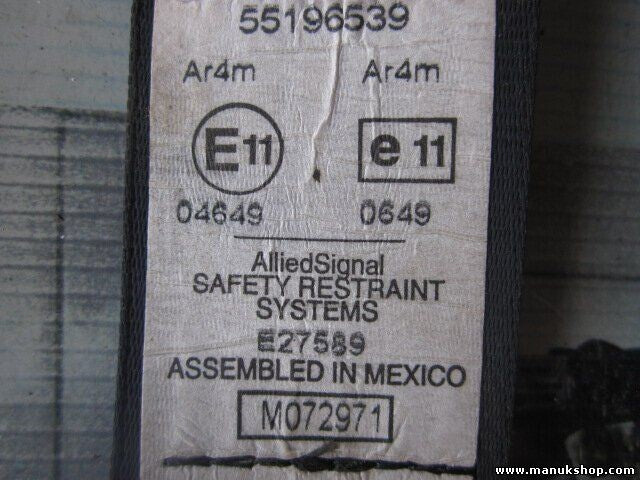 55196539
Ar4m Ar4m
E11 e 11
04649 0649
AlliedSignal
SAFETY RESTRAINT
SYSTEMS
E27589
ASSEMBLED IN MEXICO
M072971
www.manukshop.com